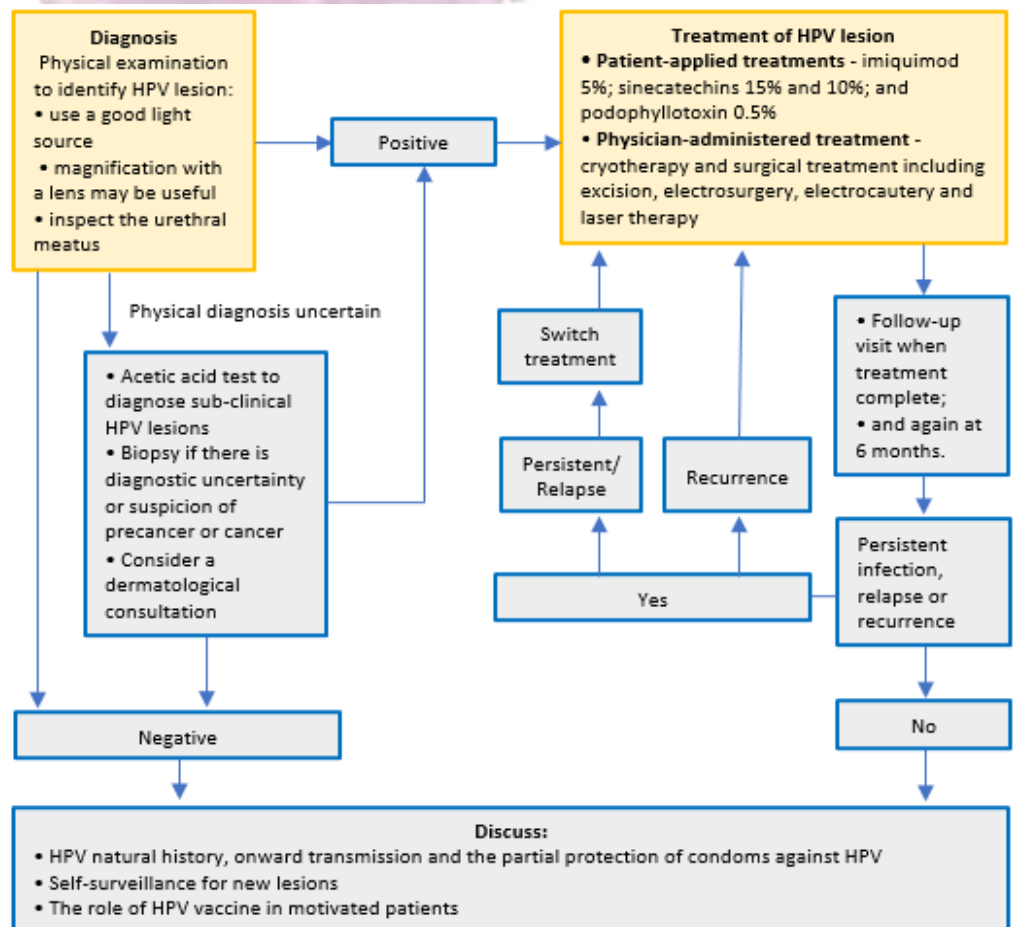 Diagnosis
Physical examination
to identify HPV lesion:
• use a good light
source
• magnification with
a lens may be useful
• inspect the urethral
meatus
Positive
Treatment of HPV lesion
• Patient-applied treatments - imiquimod
5%; sinecatechins 15% and 10%; and
podophyllotoxin 0.5%
• Physician-administered treatment -
cryotherapy and surgical treatment including
excision, electrosurgery, electrocautery and
laser therapy
Physical diagnosis uncertain
• Acetic acid test to
diagnose sub-clinical
HPV lesions
• Biopsy if there is
diagnostic uncertainty
or suspicion of
precancer or cancer
• Consider a
dermatological
consultation
Switch
treatment
Persistent/
Relapse
Recurrence
• Follow-up
visit when
treatment
complete;
• and again at
6 months.
Persistent
infection,
relapse or
recurrence
Yes
No
Negative
Discuss:
• HPV natural history, onward transmission and the partial protection of condoms against HPV
• Self-surveillance for new lesions
• The role of HPV vaccine in motivated patients